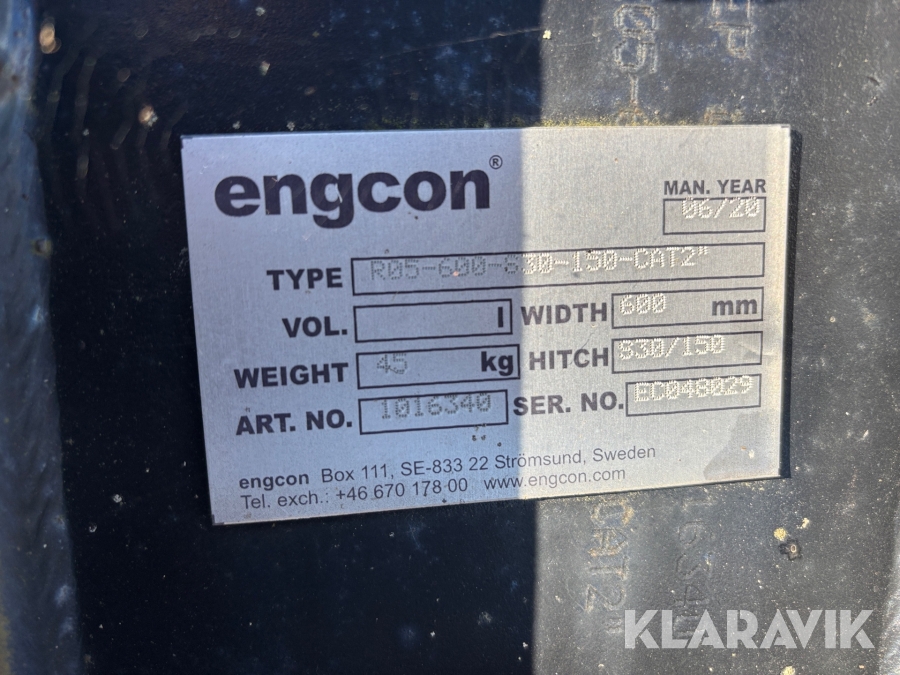 engcon®
MAN. YEAR
06/20
TYPE R05-600-S30-150-CAT2"
VOL. l WIDTH 600 mm
WEIGHT 45 kg HITCH S30/150
ART. NO. 1016340 SER. NO. EC048029
engcon Box 111, SE-833 22 Strömsund, Sweden
Tel. exch.: +46 670 178 00 www.engcon.com
CAT2"
KLARAVIK